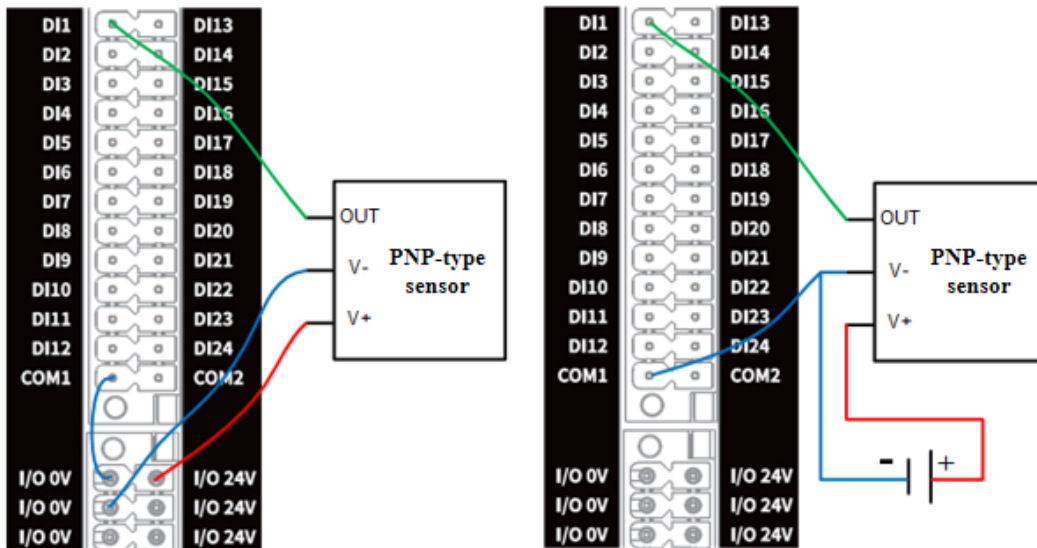 DI1 DI13
DI2 DI14
DI3 DI15
DI4 DI16
DI5 DI17
DI6 DI18
DI7 DI19
DI8 DI20
DI9 DI21
DI10 DI22
DI11 DI23
DI12 DI24
COM1 COM2
I/O 0V I/O 24V
I/O 0V I/O 24V
I/O 0V I/O 24V
OUT
PNP-type
V-
sensor
V+
DI1 DI13
DI2 DI14
DI3 DI15
DI4 DI16
DI5 DI17
DI6 DI18
DI7 DI19
DI8 DI20
DI9 DI21
DI10 DI22
DI11 DI23
DI12 DI24
COM1 COM2
I/O 0V I/O 24V
I/O 0V I/O 24V
I/O 0V I/O 24V
OUT
PNP-type
V-
sensor
V+
- +